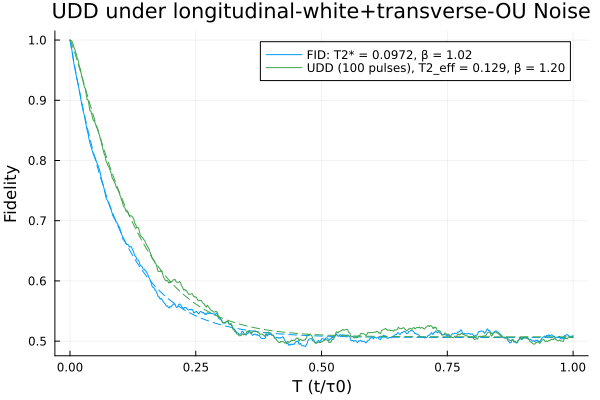 UDD under longitudinal-white+transverse-OU Noise
FID: T2* = 0.0972, β = 1.02
UDD (100 pulses), T2_eff = 0.129, β = 1.20
Fidelity
1.0
0.9
0.8
0.7
0.6
0.5
0.00
0.25
0.50
0.75
1.00
T (t/τ0)